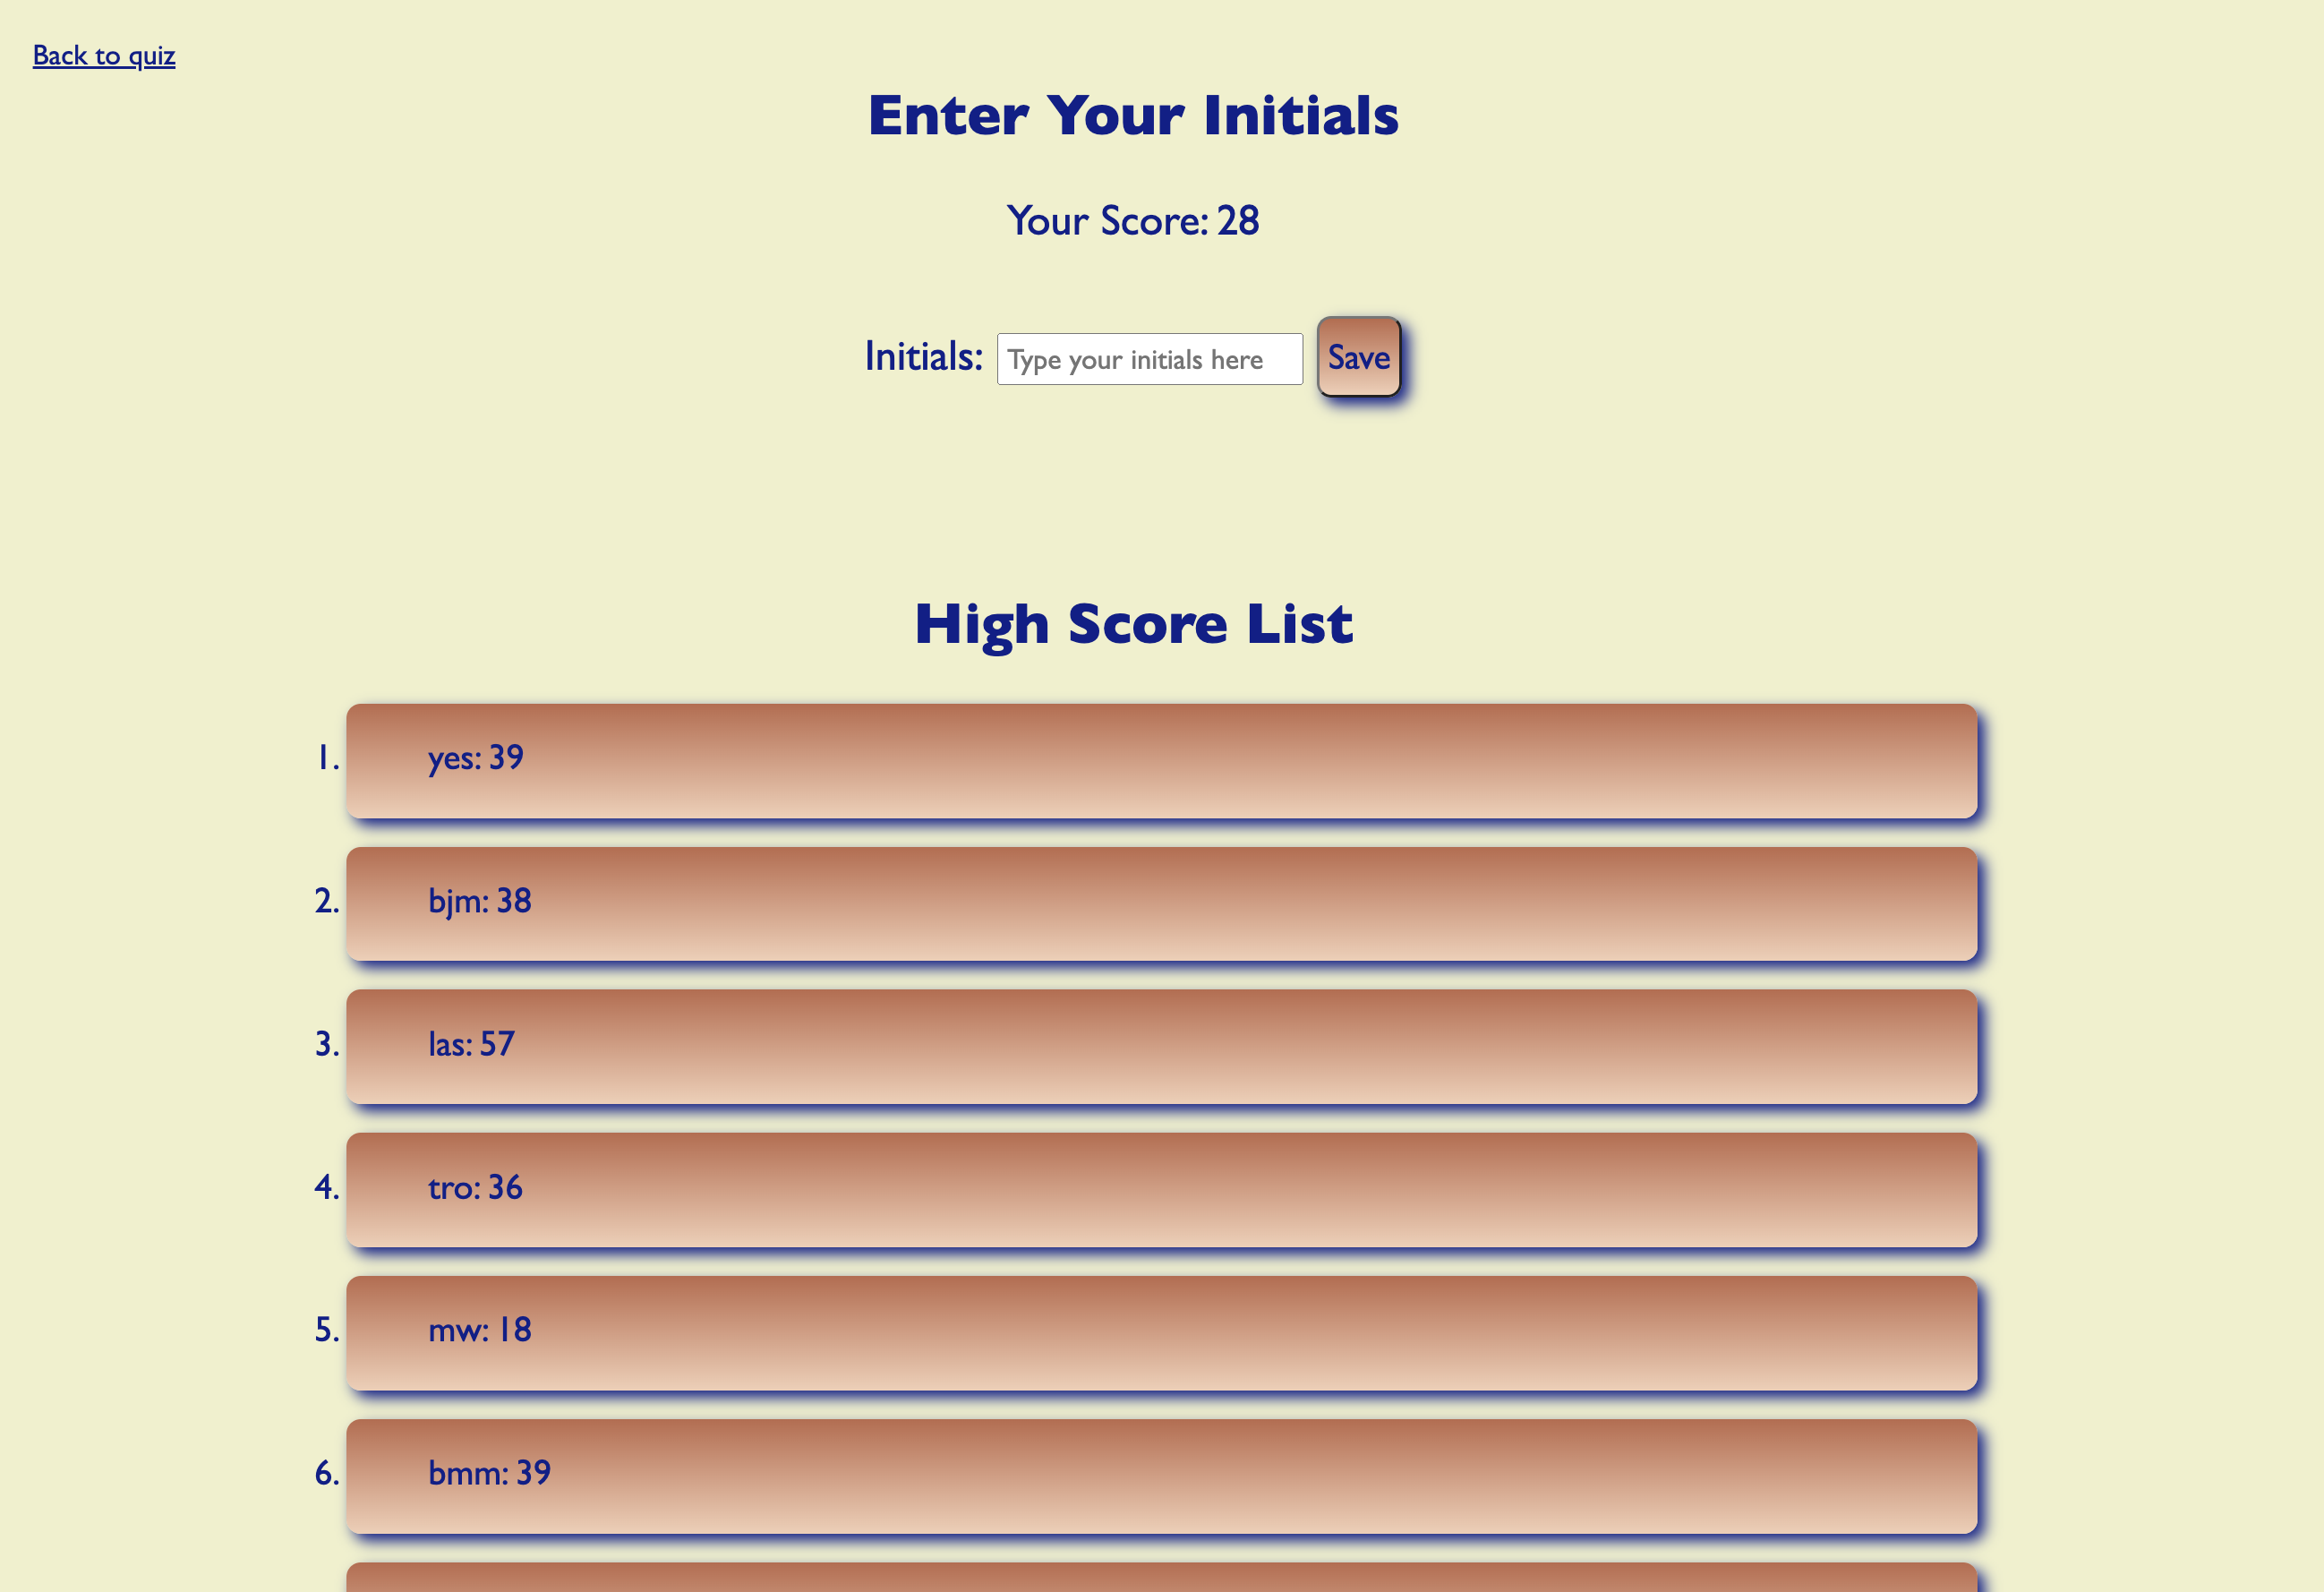 Back to quiz
Enter Your Initials
Your Score: 28
Initials: Type your initials here Save
High Score List
1. yes: 39
2. bjm: 38
3. las: 57
4. tro: 36
5. mw: 18
6. bmm: 39